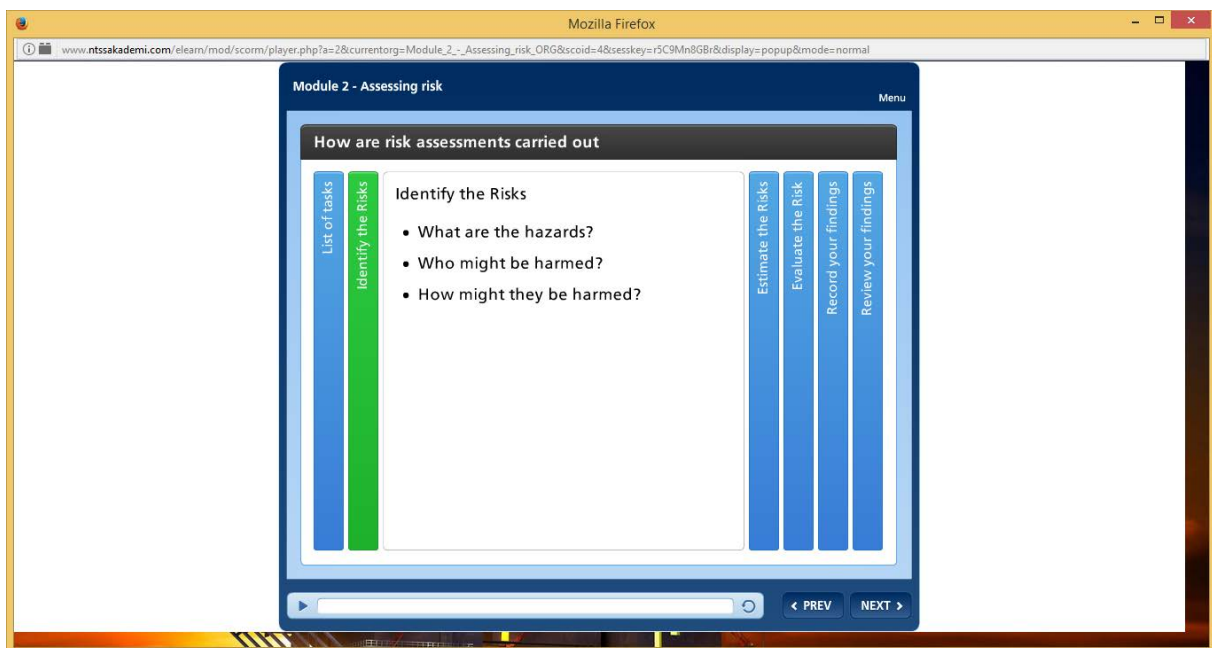 Mozilla Firefox
www.ntssakademi.com/elearn/mod/scorm/player.php?a=2&currentorg=Module_2_-_Assessing_risk_ORG&scoid=4&sesskey=r5C9Mn8GBr&display=popup&mode=normal
Module 2 - Assessing risk
Menu
How are risk assessments carried out
List of tasks
Identify the Risks
Identify the Risks
• What are the hazards?
• Who might be harmed?
• How might they be harmed?
Estimate the Risks
Evaluate the Risk
Record your findings
Review your findings
< PREV
NEXT >